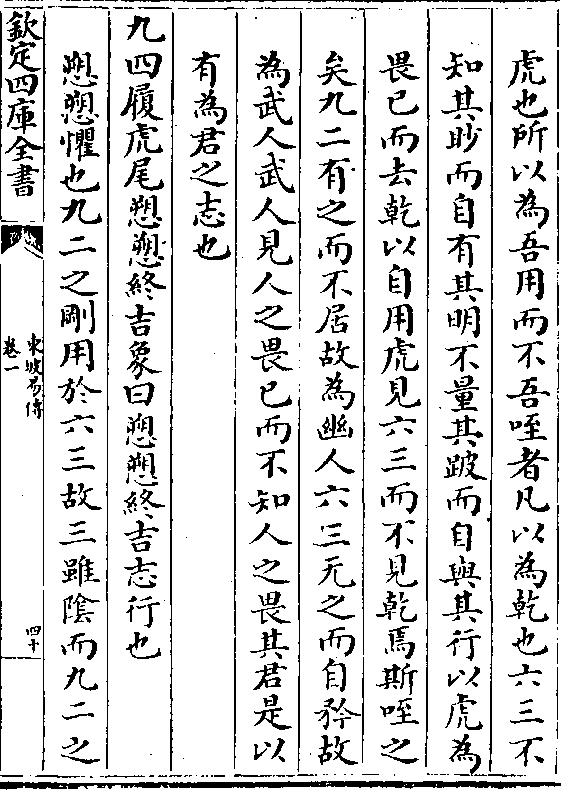 虎也所以為吾用而不吾咥者凡以為乾也六三不
知其眇而自有其明不量其跛而自與其行以虎為
畏已而去乾以自用虎見六三而不見乾焉斯咥之
矣九二有之而不居故為幽人六三无之而自矜故
為武人武人見人之畏已而不知人之畏其君是以
有為君之志也
九四履虎尾愬愬終吉象曰愬愬終吉志行也
愬愬懼也九二之剛用於六三故三雖陰而九二之
欽定四庫全書
東坡易傳
卷一
四十